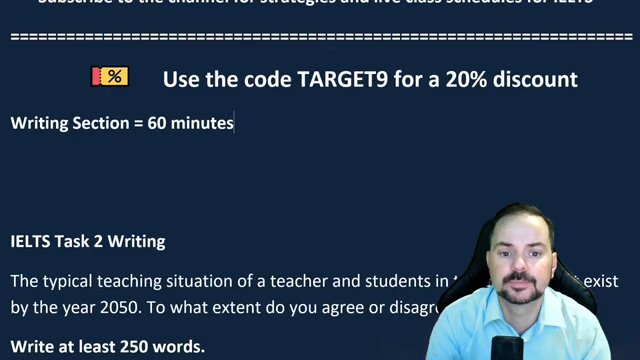 Subscribe to the channel for strategies and live class schedules for IELTS
=====================================================================
%
Use the code TARGET9 for a 20% discount
Writing Section = 60 minutes
IELTS Task 2 Writing
The typical teaching situation of a teacher and students in exist
by the year 2050. To what extent do you agree or
Write at least 250 words.